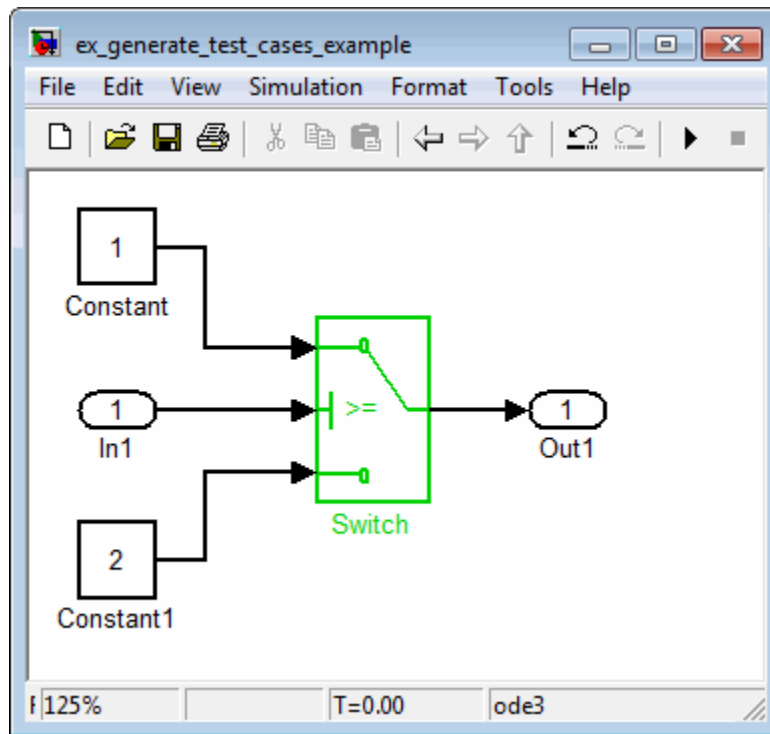 ex_generate_test_cases_example
File Edit View Simulation Format Tools Help
1
Constant
1
In1
>=
1
Out1
Switch
2
Constant1
125% T=0.00 ode3